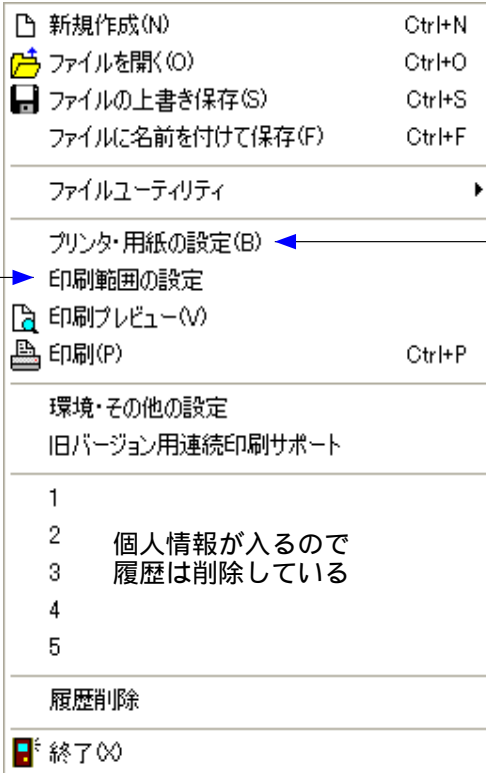 新規作成(N) Ctrl+N
ファイルを開く(O) Ctrl+O
ファイルの上書き保存(S) Ctrl+S
ファイルに名前を付けて保存(F) Ctrl+F
ファイルユーティリティ
プリンタ・用紙の設定(B)
印刷範囲の設定
印刷プレビュー(V)
印刷(P) Ctrl+P
環境・その他の設定
旧バージョン用連続印刷サポート
1
2
個人情報が入るので
3
履歴は削除している
4
5
履歴削除
終了(X)